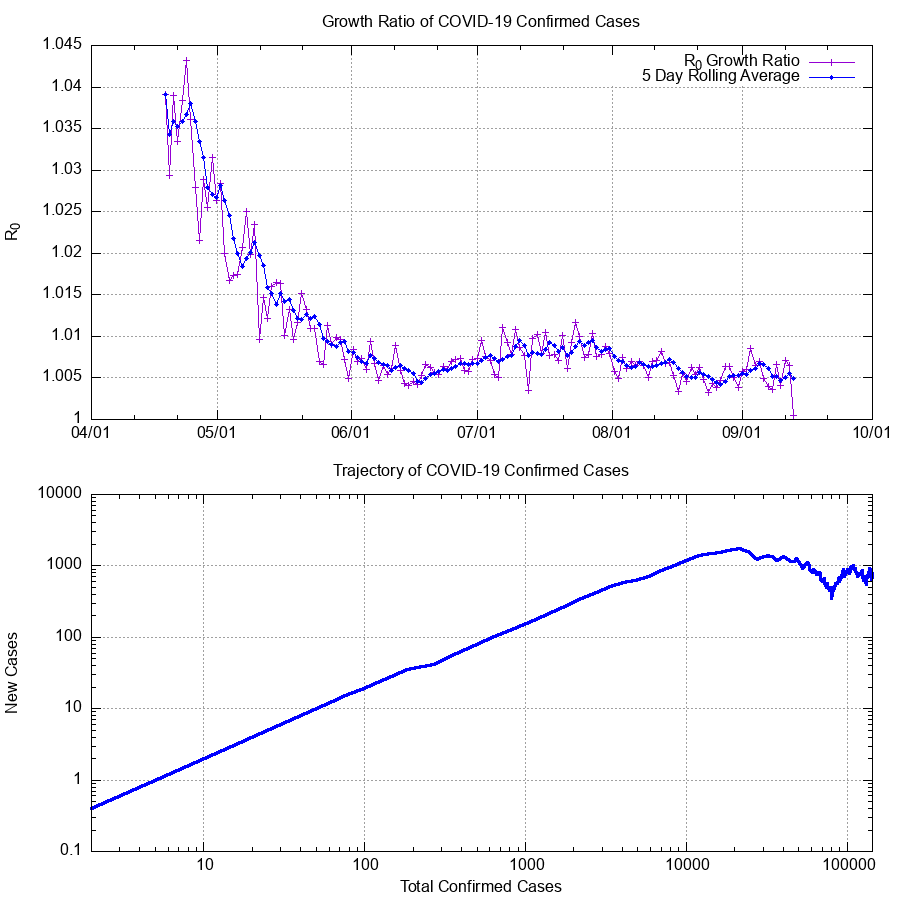 Growth Ratio of COVID-19 Confirmed Cases
1.045
1.04
1.035
1.03
1.025
1.02
1.015
1.01
1.005
1
R0
R0 Growth Ratio
5 Day Rolling Average
04/01 05/01 06/01 07/01 08/01 09/01 10/01
Trajectory of COVID-19 Confirmed Cases
10000
1000
100
10
1
0.1
New Cases
10 100 1000 10000 100000
Total Confirmed Cases